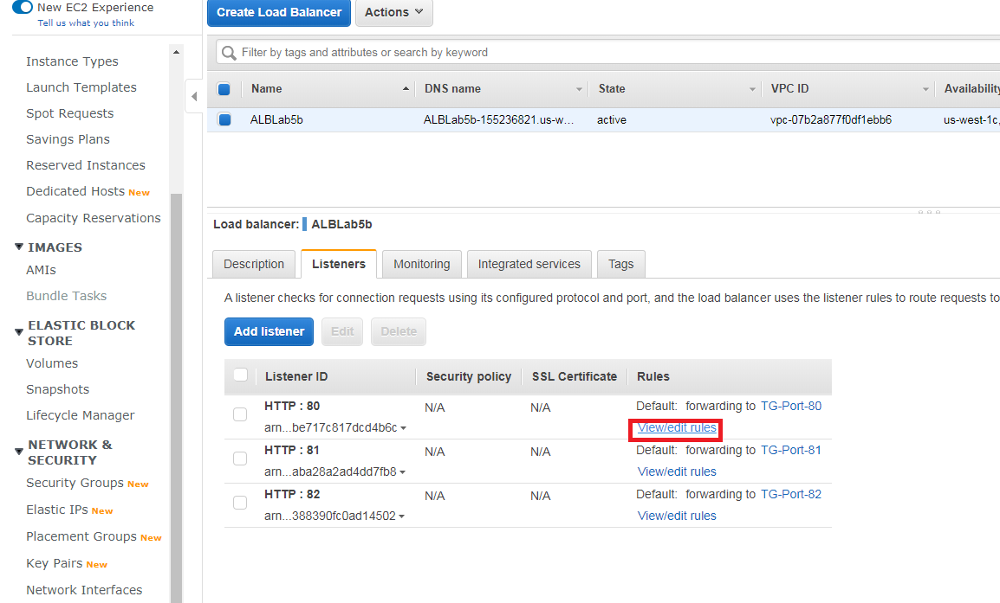 New EC2 Experience
Tell us what you think
Instance Types
Launch Templates
Spot Requests
Savings Plans
Reserved Instances
Dedicated Hosts New
Capacity Reservations
IMAGES
AMIs
Bundle Tasks
ELASTIC BLOCK
STORE
Volumes
Snapshots
Lifecycle Manager
NETWORK &
SECURITY
Security Groups New
Elastic IPs New
Placement Groups New
Key Pairs New
Network Interfaces
Create Load Balancer Actions
Filter by tags and attributes or search by keyword
Name DNS name State VPC ID Availability
ALBLab5b ALBLab5b-155236821.us-w... active vpc-07b2a877f0df1ebb6 us-west-1c,
Load balancer: ALBLab5b
Description Listeners Monitoring Integrated services Tags
A listener checks for connection requests using its configured protocol and port, and the load balancer uses the listener rules to route requests to
Add listener Edit Delete
Listener ID Security policy SSL Certificate Rules
HTTP : 80 N/A N/A Default: forwarding to TG-Port-80
arn...be717c817dcd4b6c View/edit rules
HTTP : 81 N/A N/A Default: forwarding to TG-Port-81
arn...aba28a2ad4dd7fb8 View/edit rules
HTTP : 82 N/A N/A Default: forwarding to TG-Port-82
arn...388390fc0ad14502 View/edit rules